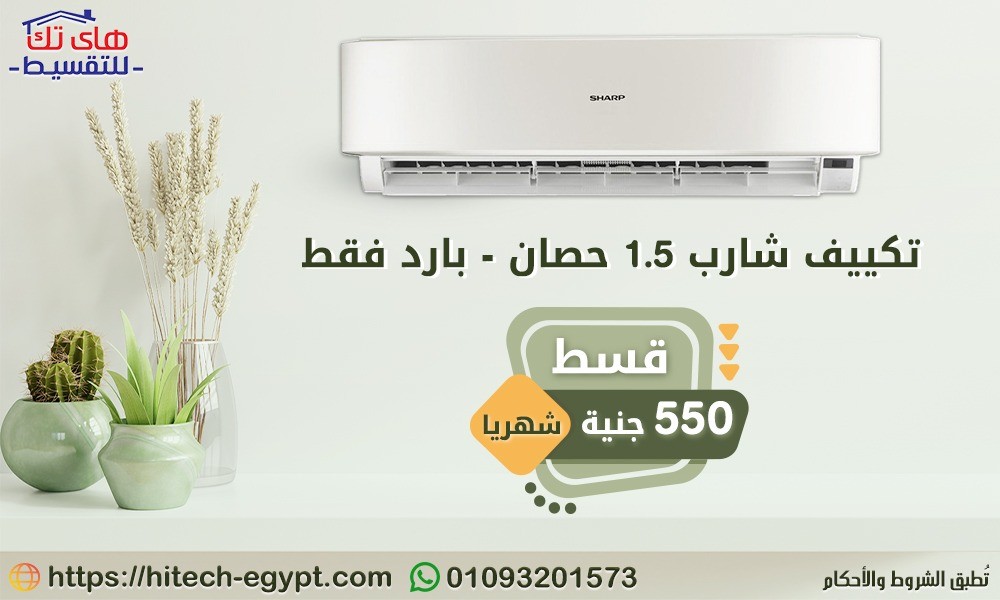 هاى تك
-للتقسيط-
SHARP
تكييف شارب 1.5 حصان - بارد فقط
قسط
550 جنية شهريا
https://hitech-egypt.com 01093201573 تُطبق الشروط والأحكام